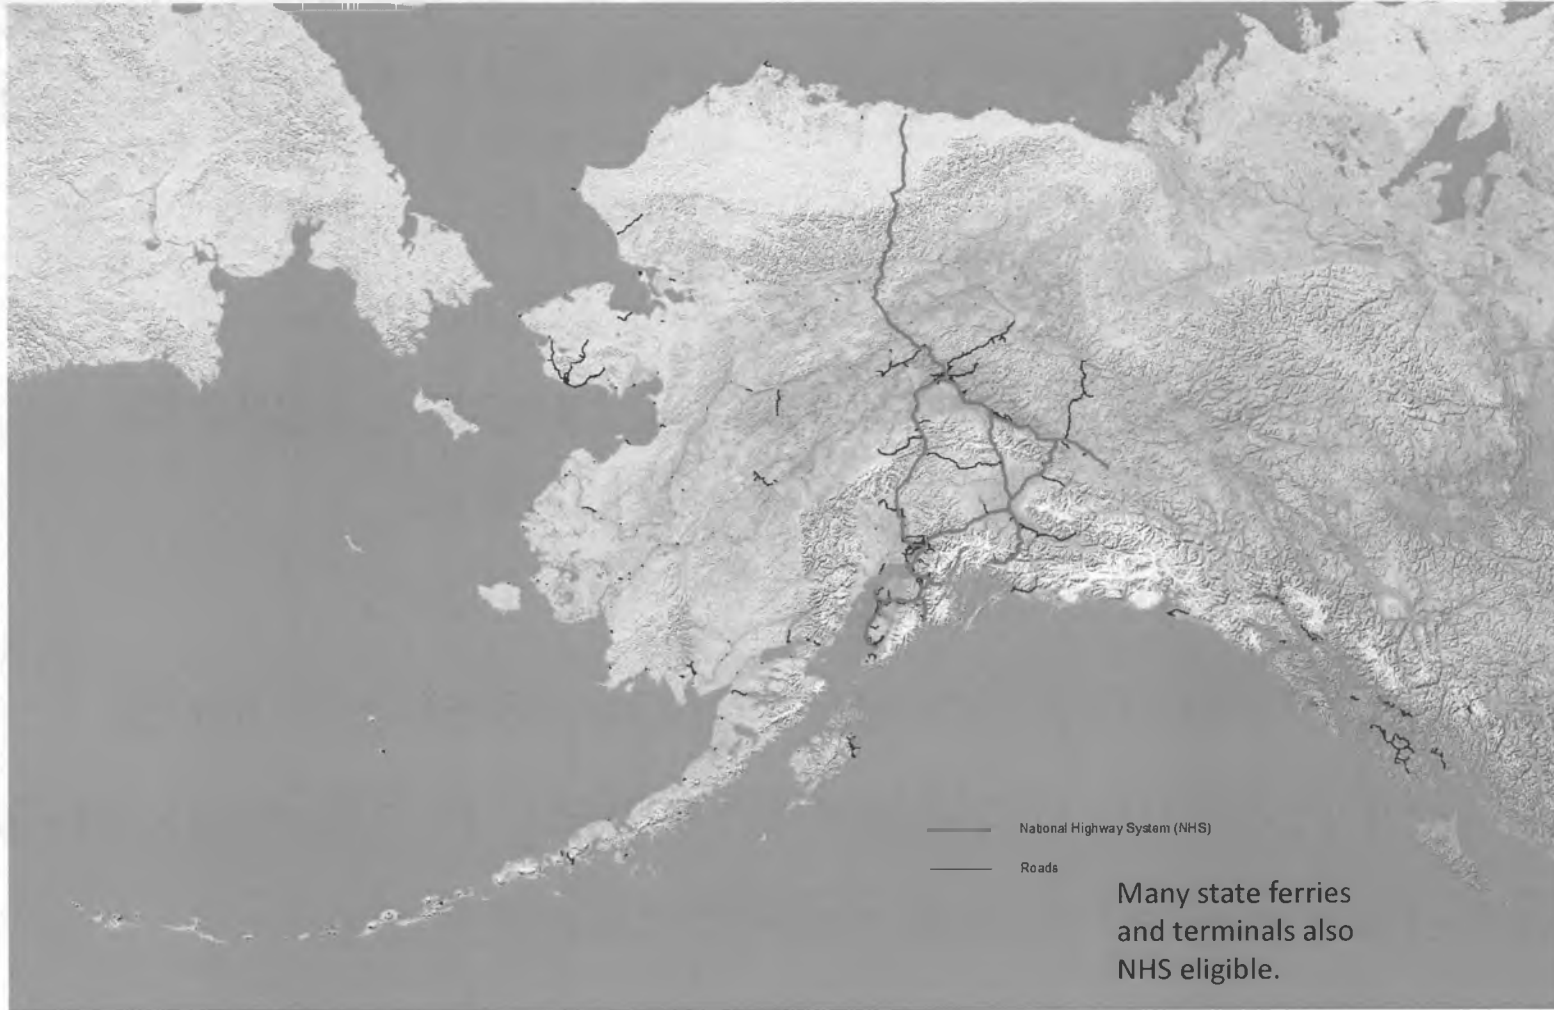 National Highway System (NHS)
Roads
Many state ferries
and terminals also
NHS eligible.